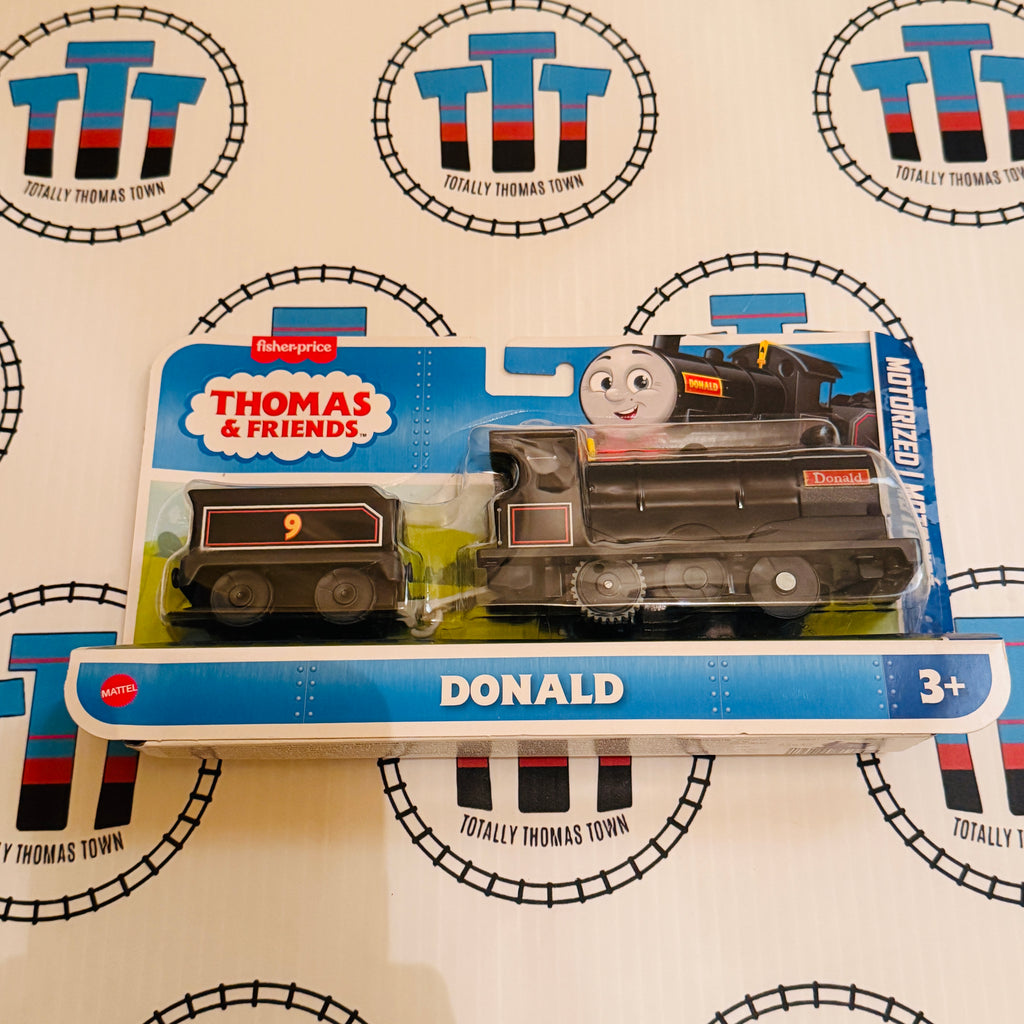 TOTALLY THOMAS TOWN
TOTALLY THOMAS TOWN
TOTALLY THOMAS TOW
fisher-price
THOMAS
& FRIENDS
DONALD
MOTORIZED
Donald
9
MATTEL
DONALD
3+
Y THOMAS TOWN
TOTALLY THOMAS TOWN
TOTALLY T